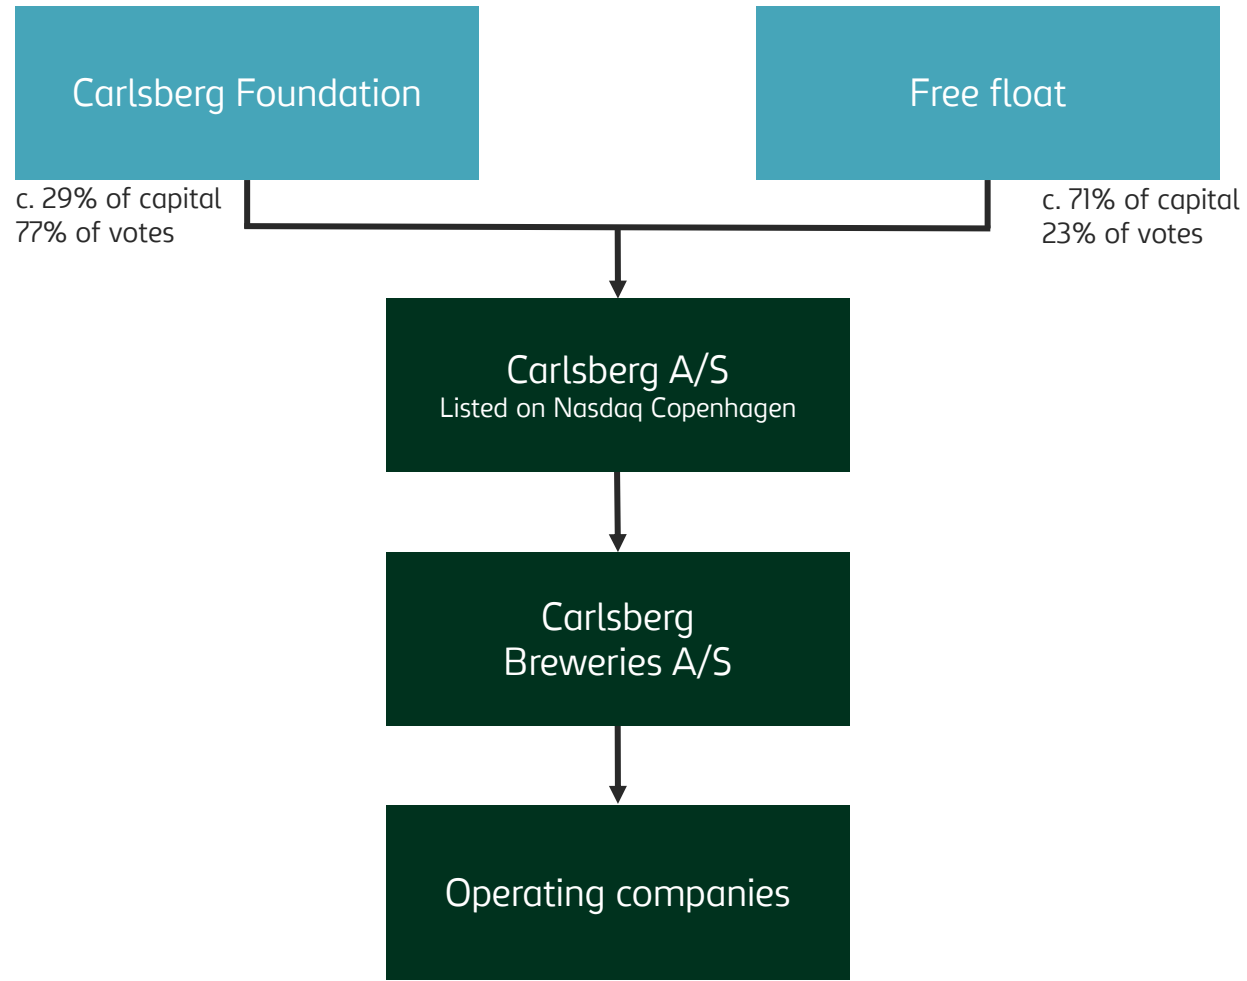 Carlsberg Foundation
Free float
c. 29% of capital
77% of votes
c. 71% of capital
23% of votes
Carlsberg A/S
Listed on Nasdaq Copenhagen
Carlsberg
Breweries A/S
Operating companies